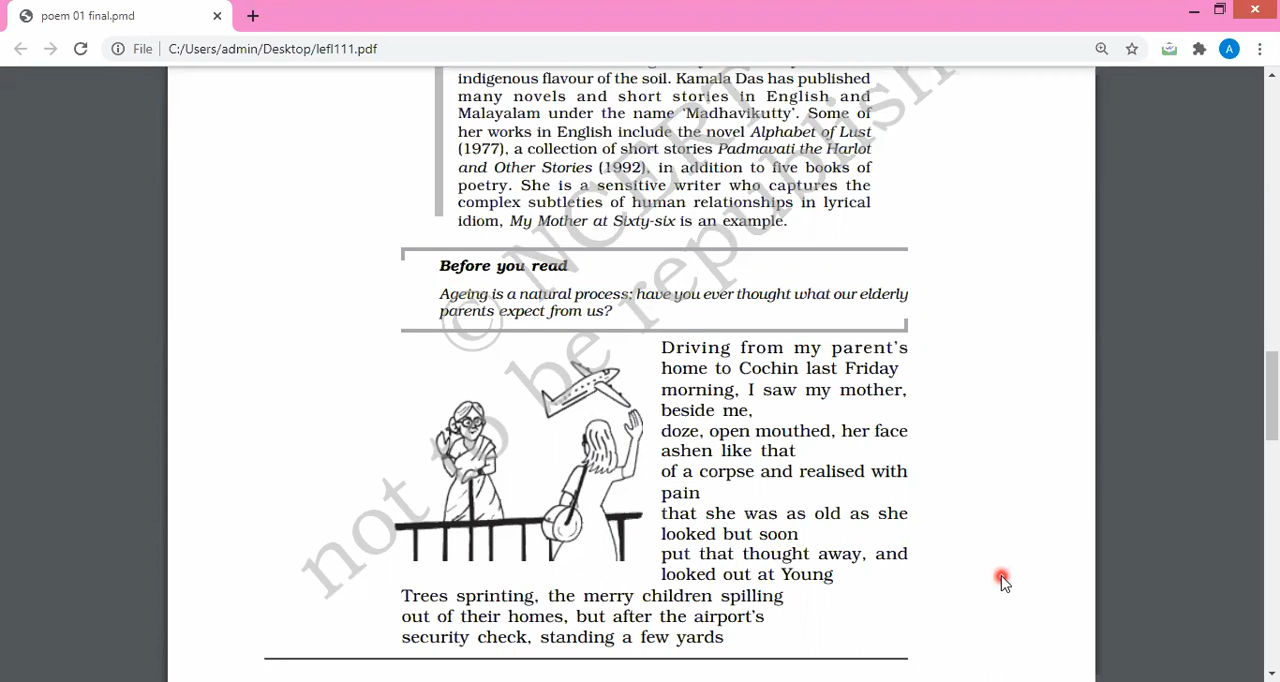 poem 01 final.pmd
File C:/Users/admin/Desktop/lefl111.pdf
A
indigenous flavour of the soil. Kamala Das has published
many novels and short stories in English and
Malayalam under the name ‘Madhavikutty’. Some of
her works in English include the novel Alphabet of Lust
(1977), a collection of short stories Padmavati the Harlot
and Other Stories (1992), in addition to five books of
poetry. She is a sensitive writer who captures the
complex subtleties of human relationships in lyrical
idiom, My Mother at Sixty-six is an example.
Before you read
Ageing is a natural process; have you ever thought what our elderly
parents expect from us?
Driving from my parent’s
home to Cochin last Friday
morning, I saw my mother,
beside me,
doze, open mouthed, her face
ashen like that
of a corpse and realised with
pain
that she was as old as she
looked but soon
put that thought away, and
looked out at Young
Trees sprinting, the merry children spilling
out of their homes, but after the airport’s
security check, standing a few yards
© NCERT
not to be republish